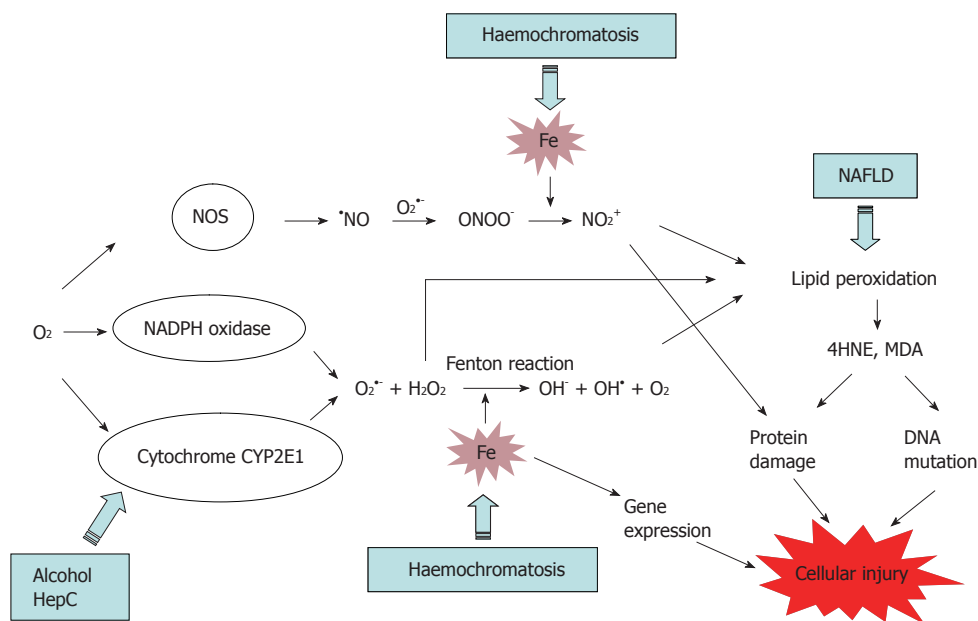 Haemochromatosis
Fe
NAFLD
NOS
•NO
O₂•⁻
ONOO⁻
NO₂⁺
Lipid peroxidation
O₂
NADPH oxidase
4HNE, MDA
Fenton reaction
O₂•⁻ + H₂O₂
OH⁻ + OH• + O₂
Cytochrome CYP2E1
Fe
Protein
damage
DNA
mutation
Gene
expression
Alcohol
HepC
Haemochromatosis
Cellular injury